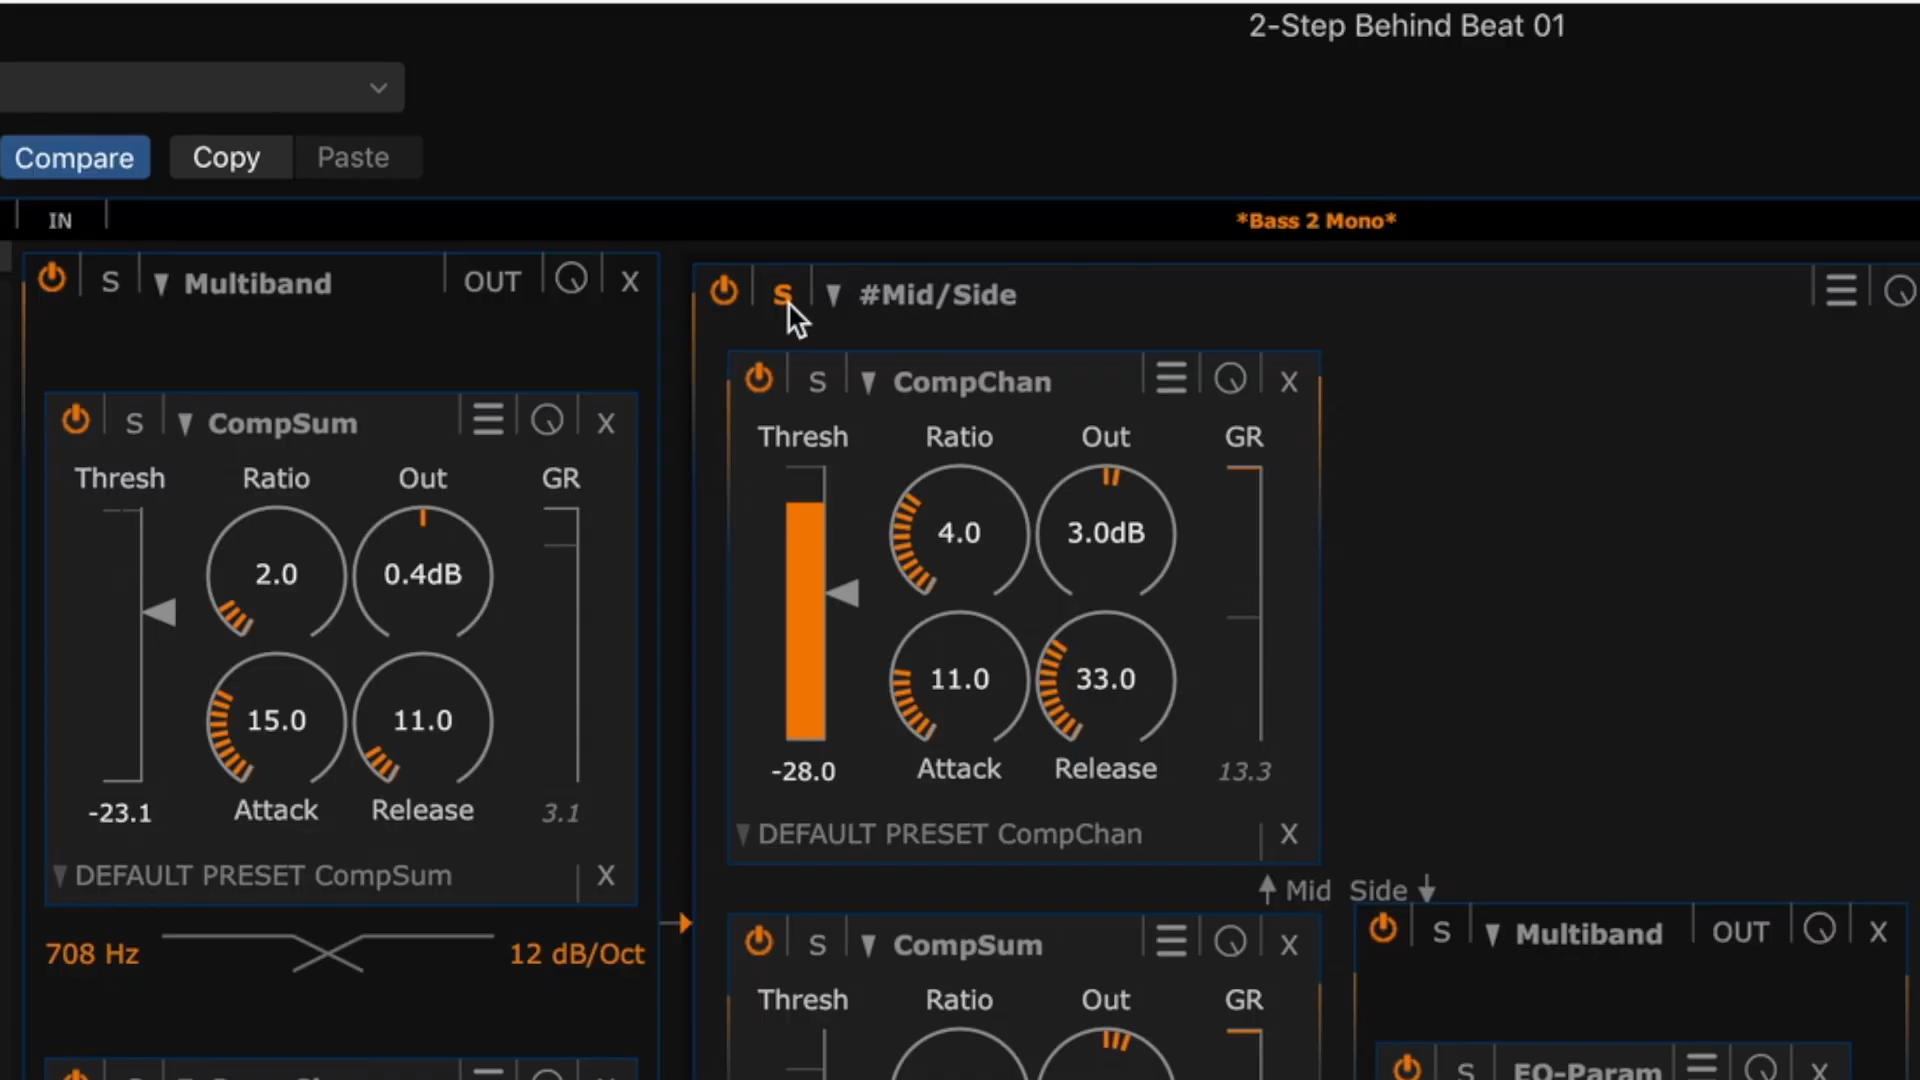 2-Step Behind Beat 01
Compare Copy Paste
IN *Bass 2 Mono*
S Multiband OUT X
S #Mid/Side
S CompChan X
Thresh Ratio Out GR
4.0 3.0dB
11.0 33.0
-28.0 Attack Release 13.3
DEFAULT PRESET CompChan X
S CompSum X
Thresh Ratio Out GR
2.0 0.4dB
15.0 11.0
-23.1 Attack Release 3.1
DEFAULT PRESET CompSum X
708 Hz 12 dB/Oct
Mid Side
S CompSum X
Thresh Ratio Out GR
S Multiband OUT X
S EQ-Param X